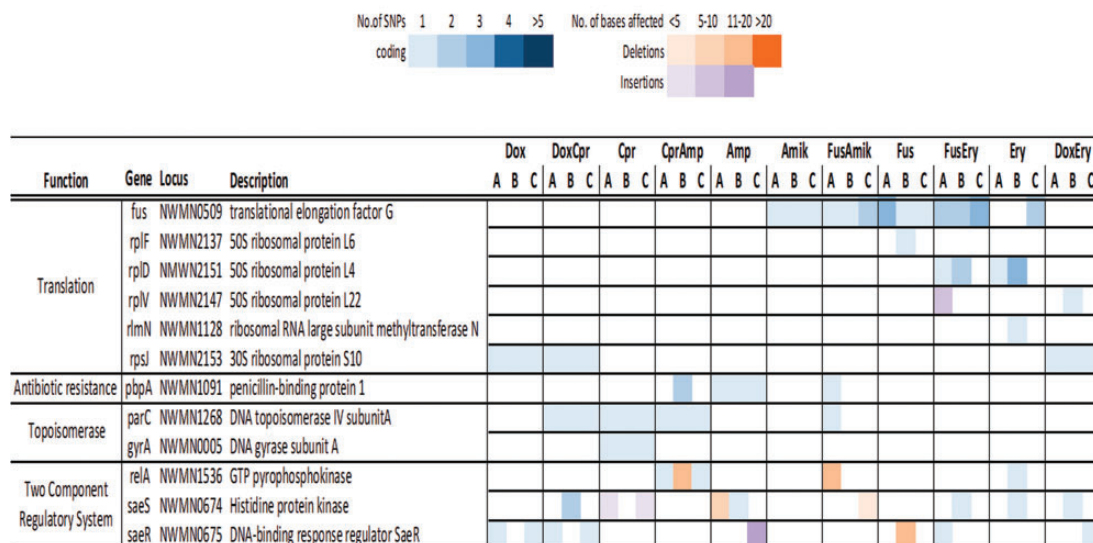 No.of SNPs 1 2 3 4 >5 No. of bases affected <5 5-10 11-20 >20
coding Deletions
Insertions
Dox DoxCpr Cpr CprAmp Amp Amik FusAmik Fus FusEry Ery DoxEry
Function Gene Locus Description A B C A B C A B C A B C A B C A B C A B C A B C A B C A B C A B C
fus NWMN0509 translational elongation factor G
rplF NWMN2137 50S ribosomal protein L6
Translation rplD NMWN2151 50S ribosomal protein L4
rplV NWMN2147 50S ribosomal protein L22
rlmN NWMN1128 ribosomal RNA large subunit methyltransferase N
rpsJ NWMN2153 30S ribosomal protein S10
Antibiotic resistance pbpA NWMN1091 penicillin-binding protein 1
Topoisomerase parC NWMN1268 DNA topoisomerase IV subunitA
gyrA NWMN0005 DNA gyrase subunit A
Two Component relA NWMN1536 GTP pyrophosphokinase
Regulatory System saeS NWMN0674 Histidine protein kinase
saeR NWMN0675 DNA-binding response regulator SaeR